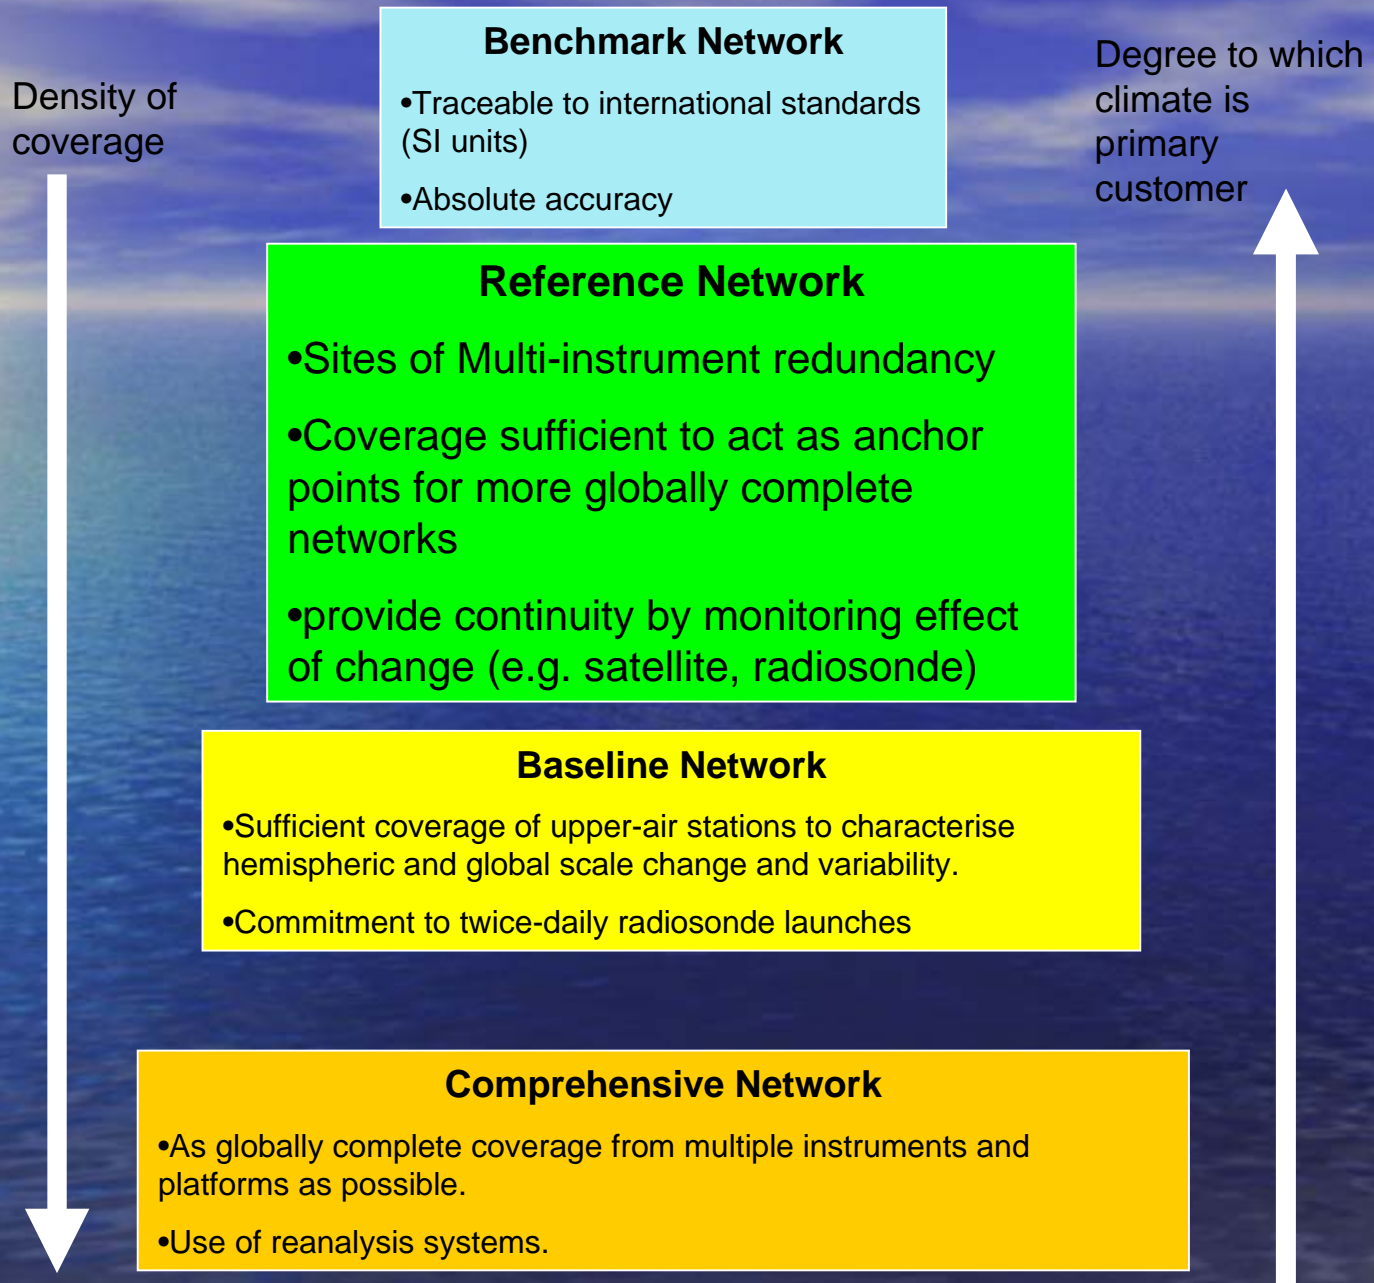 Density of
coverage
Benchmark Network
•Traceable to international standards
(SI units)
•Absolute accuracy
Degree to which
climate is
primary
customer
Reference Network
•Sites of Multi-instrument redundancy
•Coverage sufficient to act as anchor
points for more globally complete
networks
•provide continuity by monitoring effect
of change (e.g. satellite, radiosonde)
Baseline Network
•Sufficient coverage of upper-air stations to characterise
hemispheric and global scale change and variability.
•Commitment to twice-daily radiosonde launches
Comprehensive Network
•As globally complete coverage from multiple instruments and
platforms as possible.
•Use of reanalysis systems.